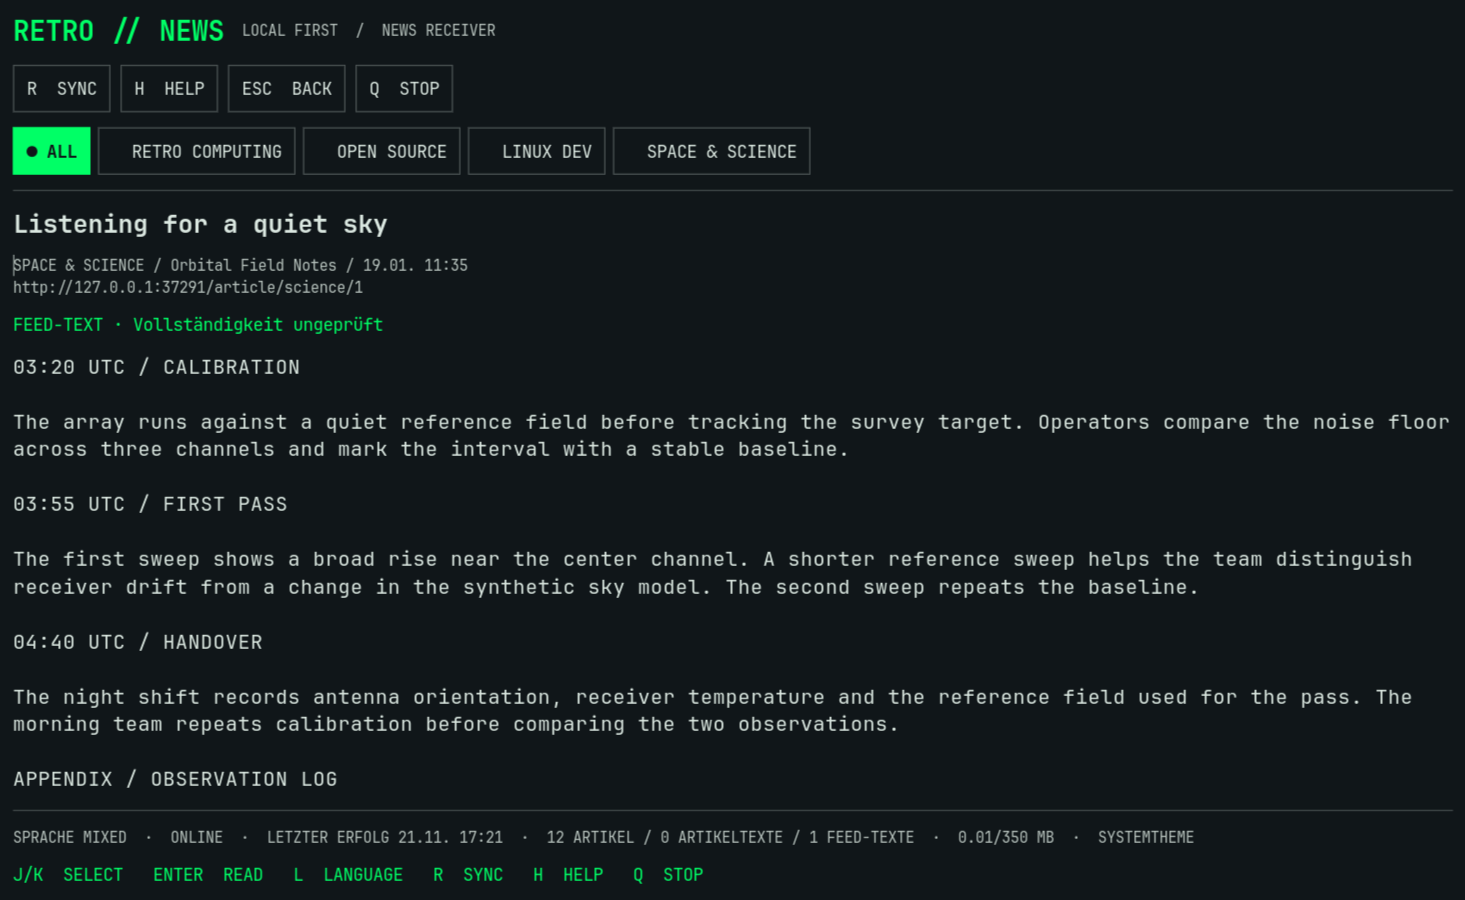 RETRO // NEWS LOCAL FIRST / NEWS RECEIVER
R SYNC H HELP ESC BACK Q STOP
● ALL RETRO COMPUTING OPEN SOURCE LINUX DEV SPACE & SCIENCE
Listening for a quiet sky
SPACE & SCIENCE / Orbital Field Notes / 19.01. 11:35
http://127.0.0.1:37291/article/science/1
FEED-TEXT · Vollständigkeit ungeprüft
03:20 UTC / CALIBRATION
The array runs against a quiet reference field before tracking the survey target. Operators compare the noise floor
across three channels and mark the interval with a stable baseline.
03:55 UTC / FIRST PASS
The first sweep shows a broad rise near the center channel. A shorter reference sweep helps the team distinguish
receiver drift from a change in the synthetic sky model. The second sweep repeats the baseline.
04:40 UTC / HANDOVER
The night shift records antenna orientation, receiver temperature and the reference field used for the pass. The
morning team repeats calibration before comparing the two observations.
APPENDIX / OBSERVATION LOG
SPRACHE MIXED · ONLINE · LETZTER ERFOLG 21.11. 17:21 · 12 ARTIKEL / 0 ARTIKELTEXTE / 1 FEED-TEXTE · 0.01/350 MB · SYSTEMTHEME
J/K SELECT ENTER READ L LANGUAGE R SYNC H HELP Q STOP